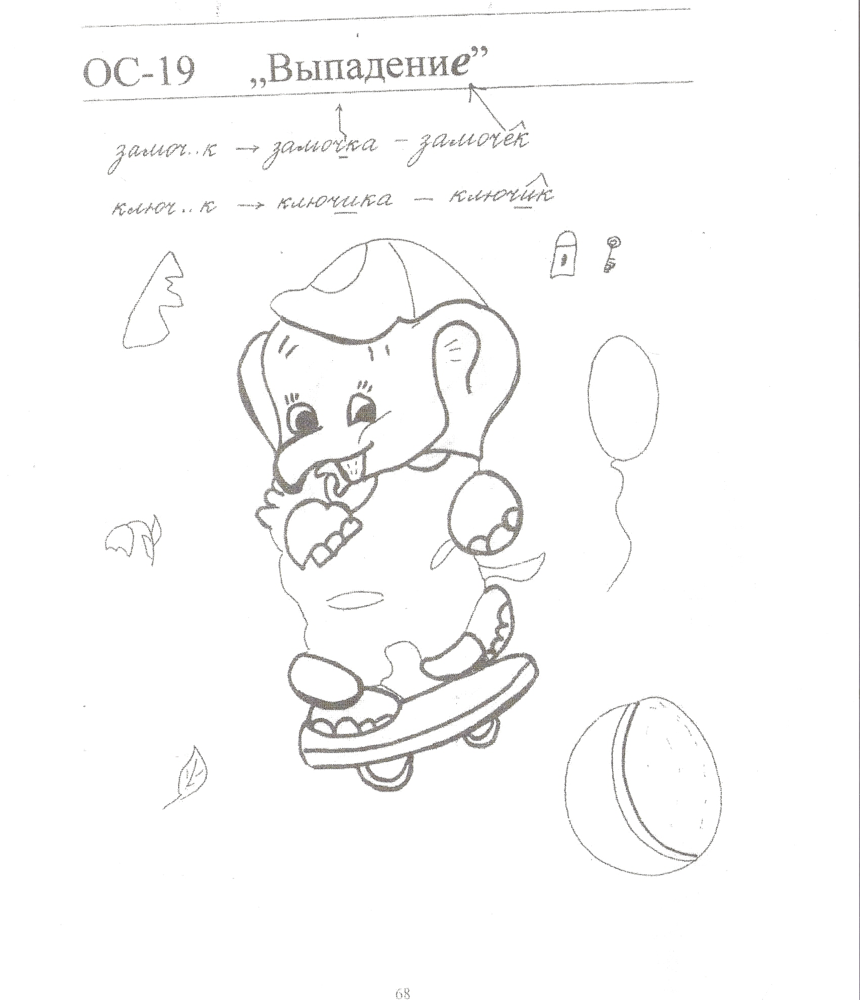 ОС-19 „Выпадение”
замоч..к → замочка – замочек
ключ..к → ключика – ключик
68